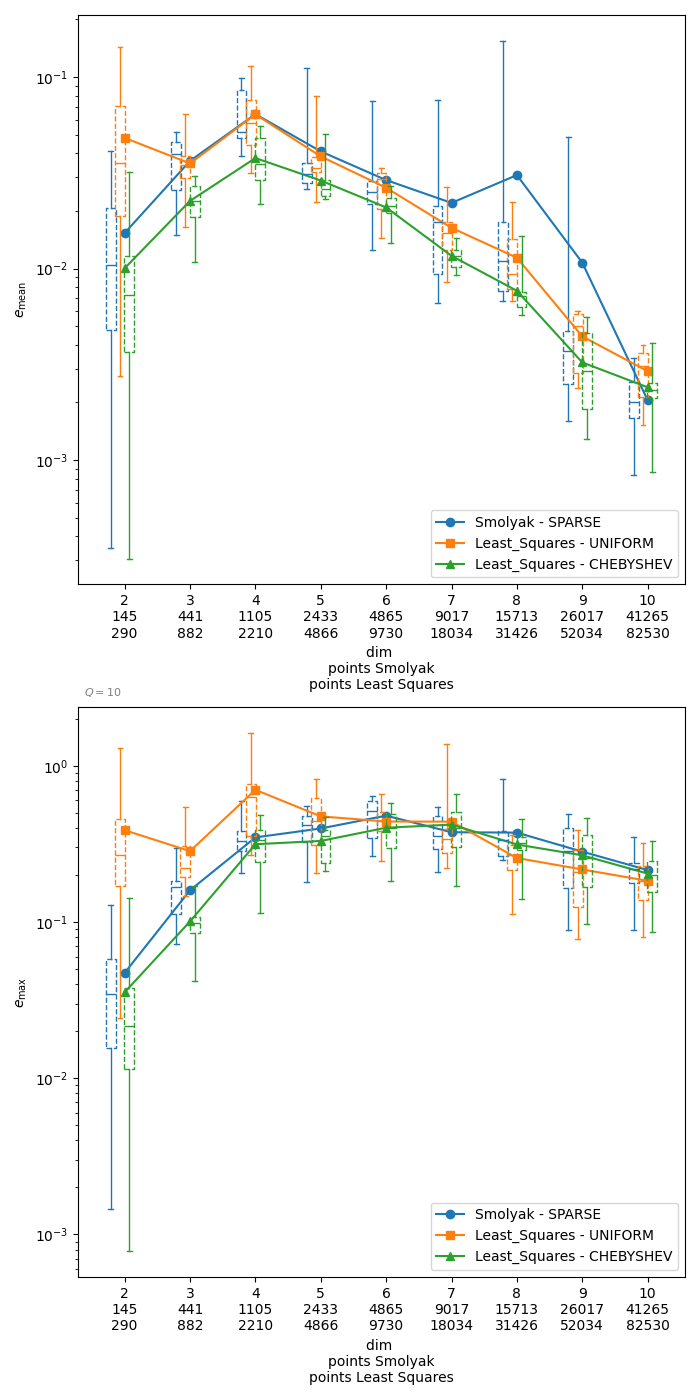 10⁻¹
10⁻²
10⁻³
e_mean
Smolyak - SPARSE
Least_Squares - UNIFORM
Least_Squares - CHEBYSHEV
2 3 4 5 6 7 8 9 10
145 441 1105 2433 4865 9017 15713 26017 41265
290 882 2210 4866 9730 18034 31426 52034 82530
dim
points Smolyak
points Least Squares
Q = 10
10⁰
10⁻¹
10⁻²
10⁻³
e_max
Smolyak - SPARSE
Least_Squares - UNIFORM
Least_Squares - CHEBYSHEV
2 3 4 5 6 7 8 9 10
145 441 1105 2433 4865 9017 15713 26017 41265
290 882 2210 4866 9730 18034 31426 52034 82530
dim
points Smolyak
points Least Squares